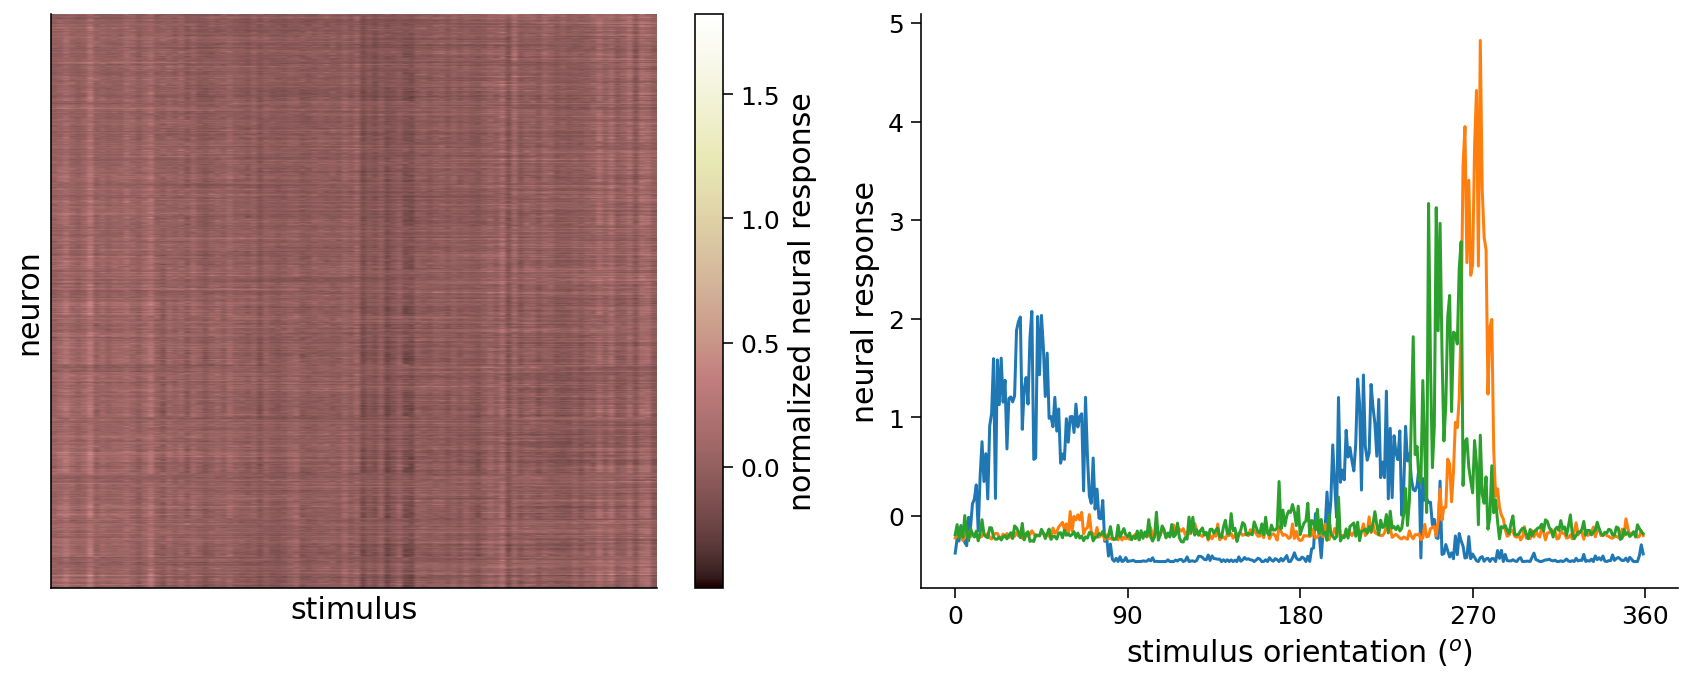 neuron
stimulus
1.5
1.0
0.5
0.0
normalized neural response
neural response
5
4
3
2
1
0
0 90 180 270 360
stimulus orientation (º)